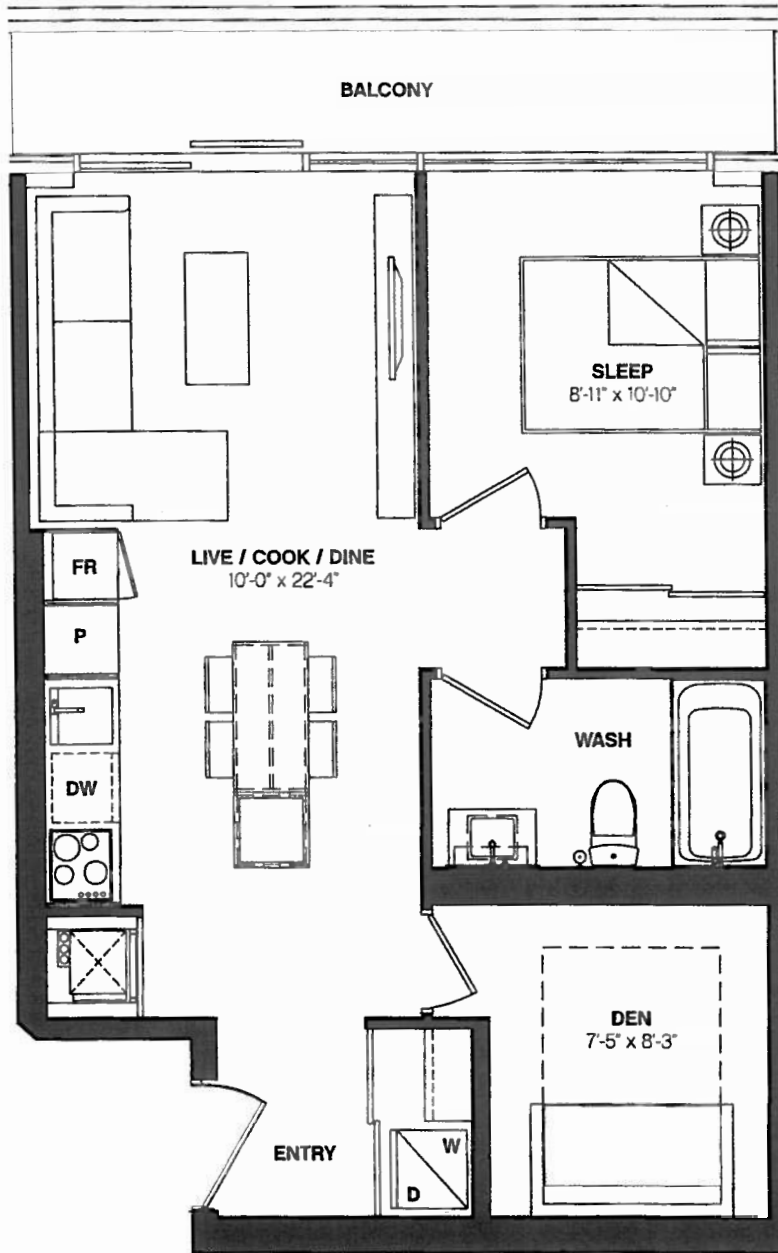 BALCONY
SLEEP
8'-11" x 10'-10"
LIVE / COOK / DINE
10'-0" x 22'-4"
FR
P
DW
WASH
DEN
7'-5" x 8'-3"
ENTRY
W
D